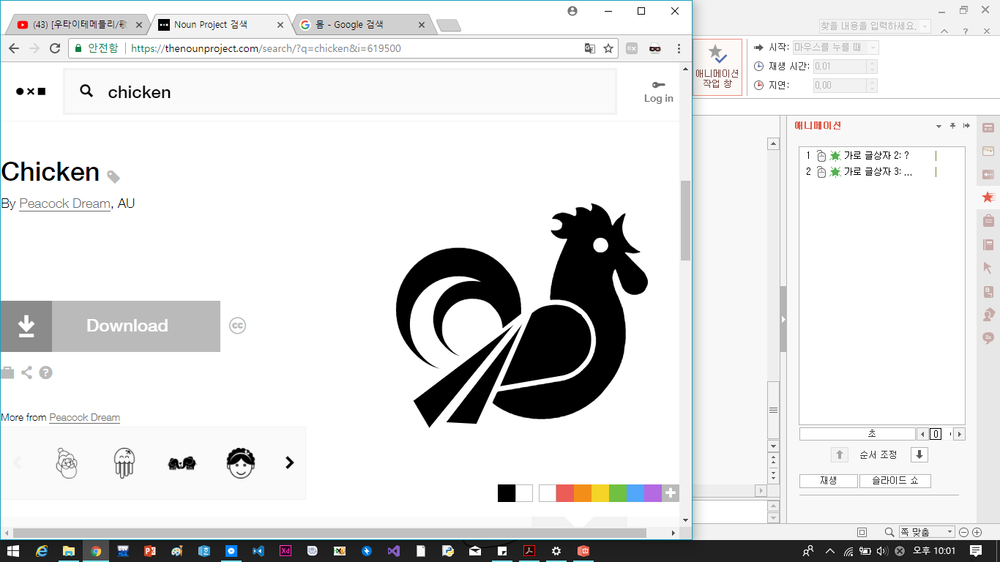 (43) [우타이테메들리/歌
Noun Project 검색
몸 - Google 검색
안전함
https://thenounproject.com/search/?q=chicken&i=619500
chicken
Log in
Chicken
By Peacock Dream, AU
Download
cc
More from Peacock Dream
찾을 내용을 입력하세요.
애니메이션
작업 창
시작:
마우스를 누를 때
재생 시간:
0.01
지연:
0.00
애니메이션
1 가로 글상자 2: ?
2 가로 글상자 3: ...
초
0
순서 조정
재생
슬라이드 쇼
쪽 맞춤
오후 10:01